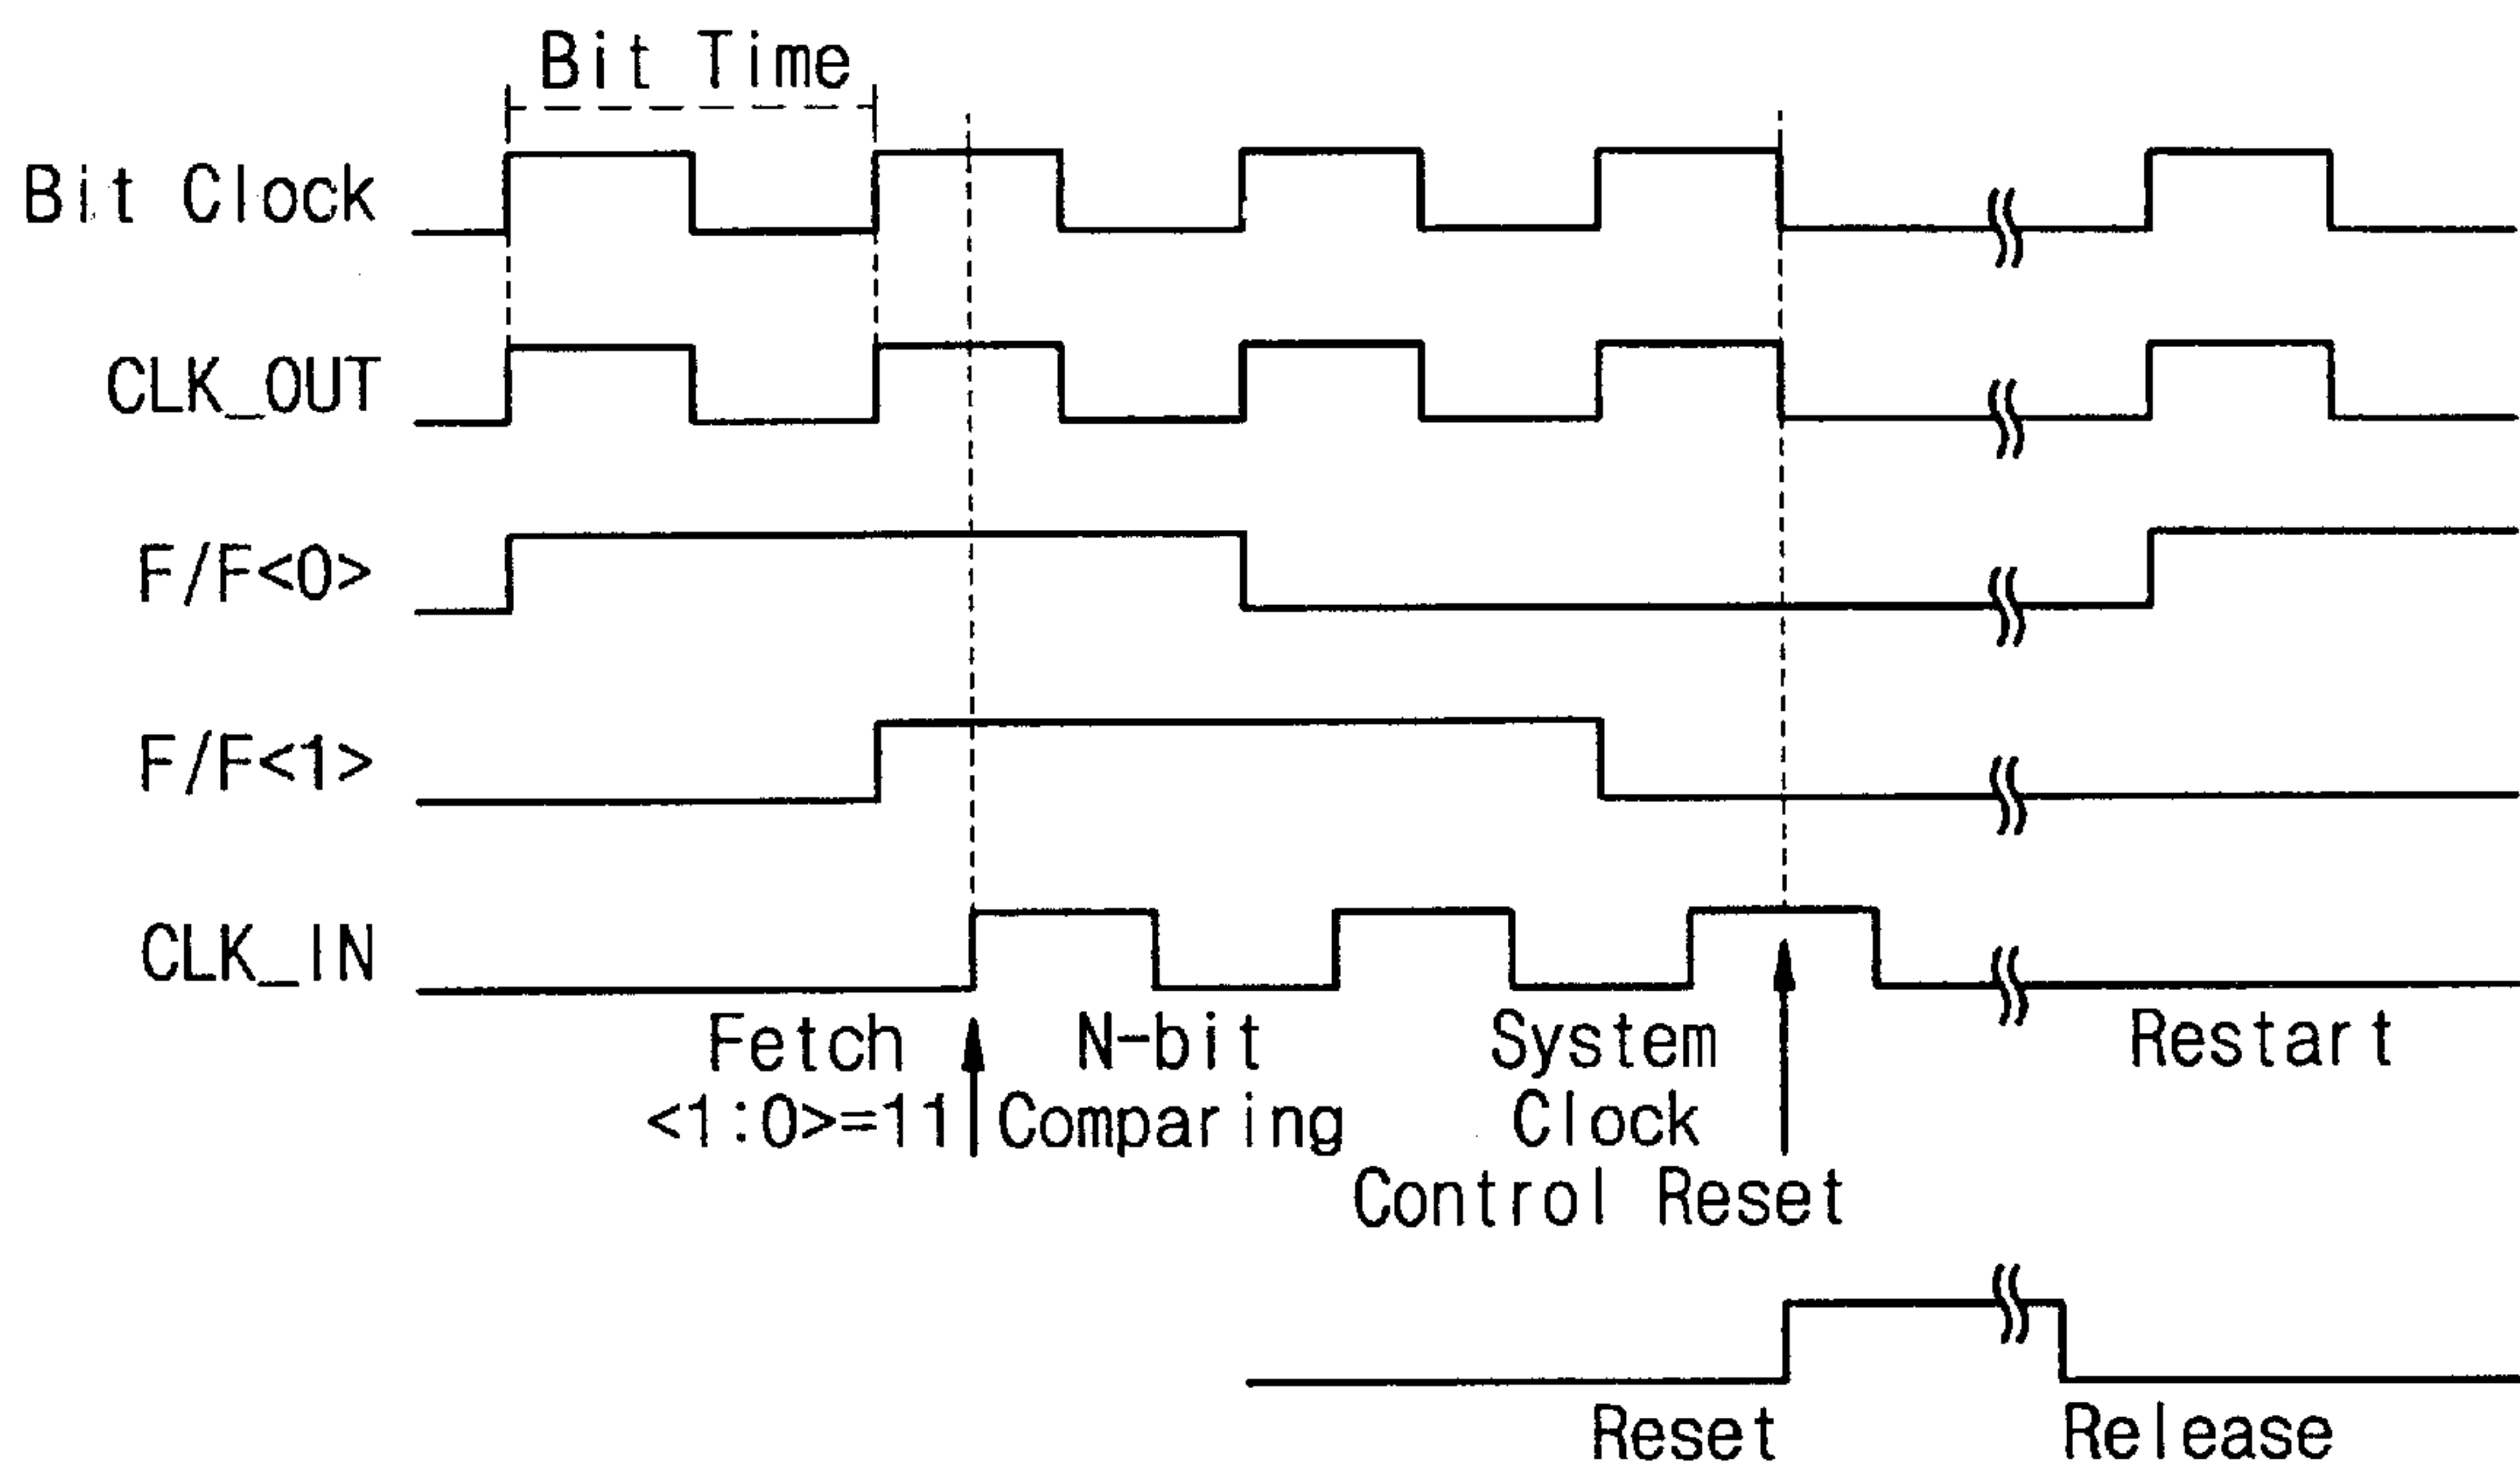 Bit Time
Bit Clock
CLK_OUT
F/F<0>
F/F<1>
CLK_IN
Fetch
<1:0>=11
N-bit
Comparing
System
Clock
Control Reset
Restart
Reset
Release